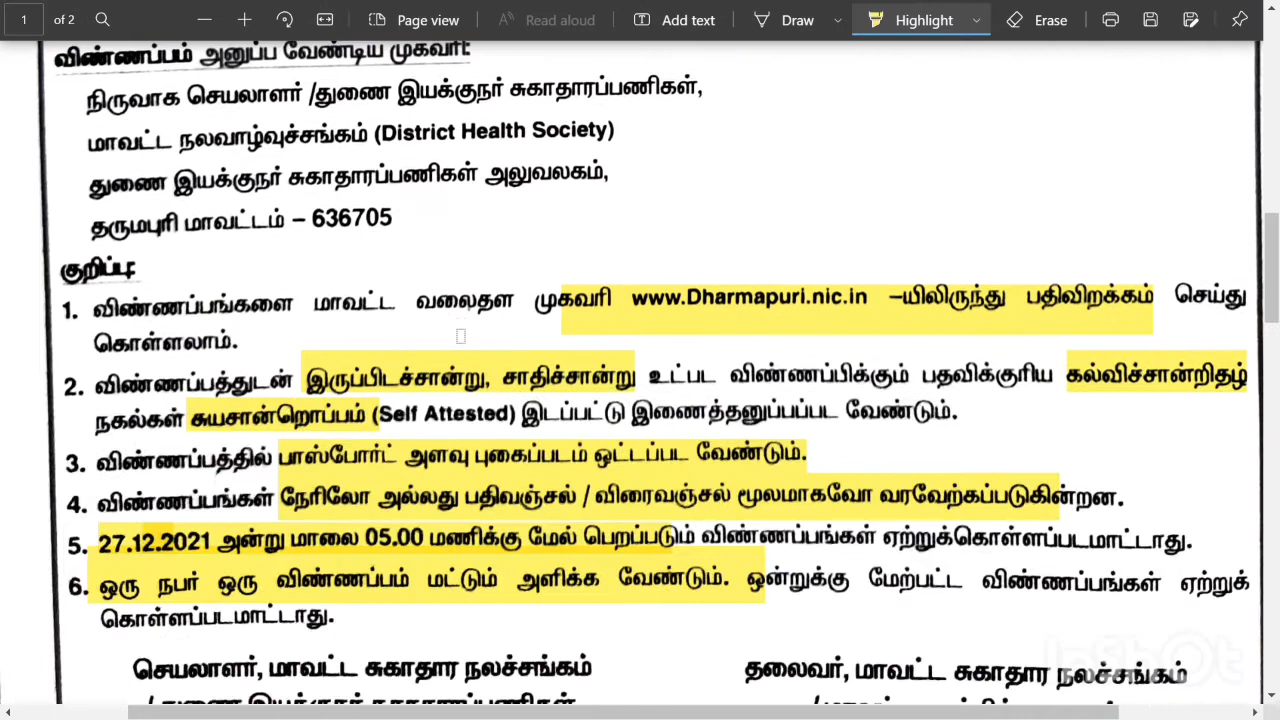 1 of 2 Page view Read aloud Add text Draw Highlight Erase
விண்ணப்பம் அனுப்ப வேண்டிய முகவரி:
நிருவாக செயலாளர் /துணை இயக்குநர் சுகாதாரப்பணிகள்,
மாவட்ட நலவாழ்வுச்சங்கம் (District Health Society)
துணை இயக்குநர் சுகாதாரப்பணிகள் அலுவலகம்,
தருமபுரி மாவட்டம் – 636705
குறிப்பு:
1. விண்ணப்பங்களை மாவட்ட வலைதள முகவரி www.Dharmapuri.nic.in –யிலிருந்து பதிவிறக்கம் செய்து
கொள்ளலாம்.
2. விண்ணப்பத்துடன் இருப்பிடச்சான்று, சாதிச்சான்று உட்பட விண்ணப்பிக்கும் பதவிக்குரிய கல்விச்சான்றிதழ்
நகல்கள் சுயசான்றொப்பம் (Self Attested) இடப்பட்டு இணைத்தனுப்பப்பட வேண்டும்.
3. விண்ணப்பத்தில் பாஸ்போர்ட் அளவு புகைப்படம் ஒட்டப்பட வேண்டும்.
4. விண்ணப்பங்கள் நேரிலோ அல்லது பதிவஞ்சல் / விரைவஞ்சல் மூலமாகவோ வரவேற்கப்படுகின்றன.
5. 27.12.2021 அன்று மாலை 05.00 மணிக்கு மேல் பெறப்படும் விண்ணப்பங்கள் ஏற்றுக்கொள்ளப்படமாட்டாது.
6. ஒரு நபர் ஒரு விண்ணப்பம் மட்டும் அளிக்க வேண்டும். ஒன்றுக்கு மேற்பட்ட விண்ணப்பங்கள் ஏற்றுக்
கொள்ளப்படமாட்டாது.
செயலாளர், மாவட்ட சுகாதார நலச்சங்கம் தலைவர், மாவட்ட சுகாதார நலச்சங்கம்
/துணை இயக்குநர் சுகாதாரப்பணிகள்
InShOt